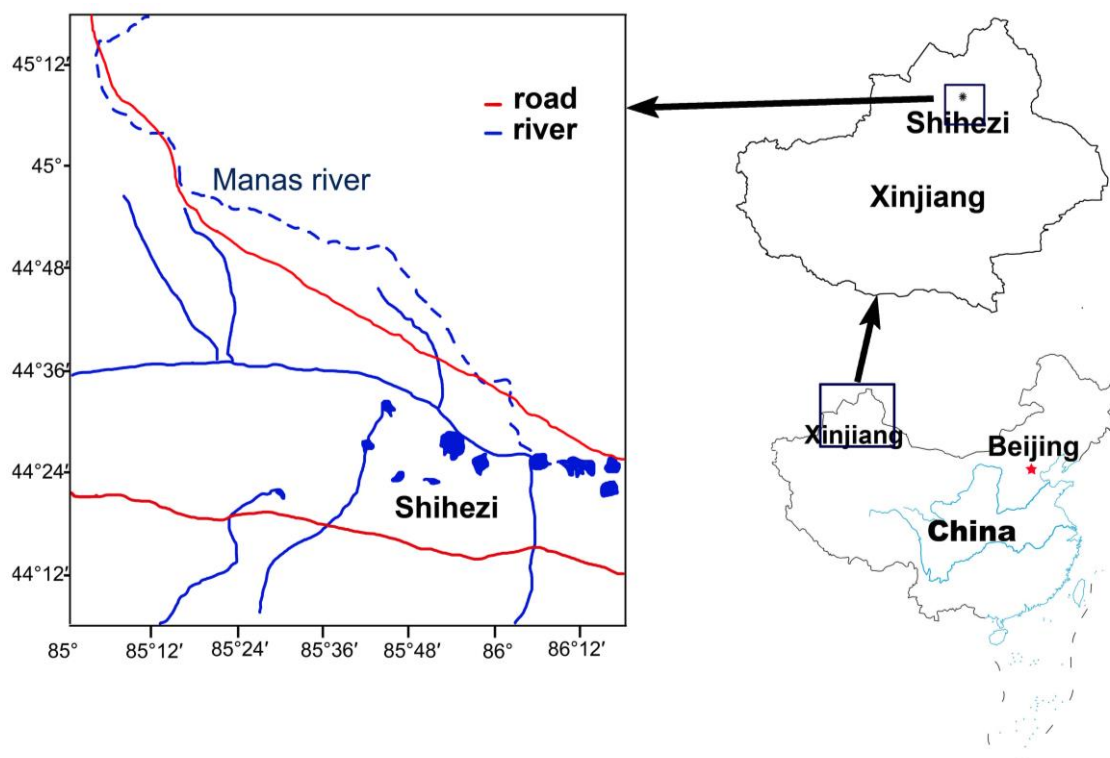 45°12′
45°
44°48′
44°36′
44°24′
44°12′
85°
85°12′
85°24′
85°36′
85°48′
86°
86°12′
road
river
Manas river
Shihezi
Shihezi
Xinjiang
Xinjiang
Beijing
China